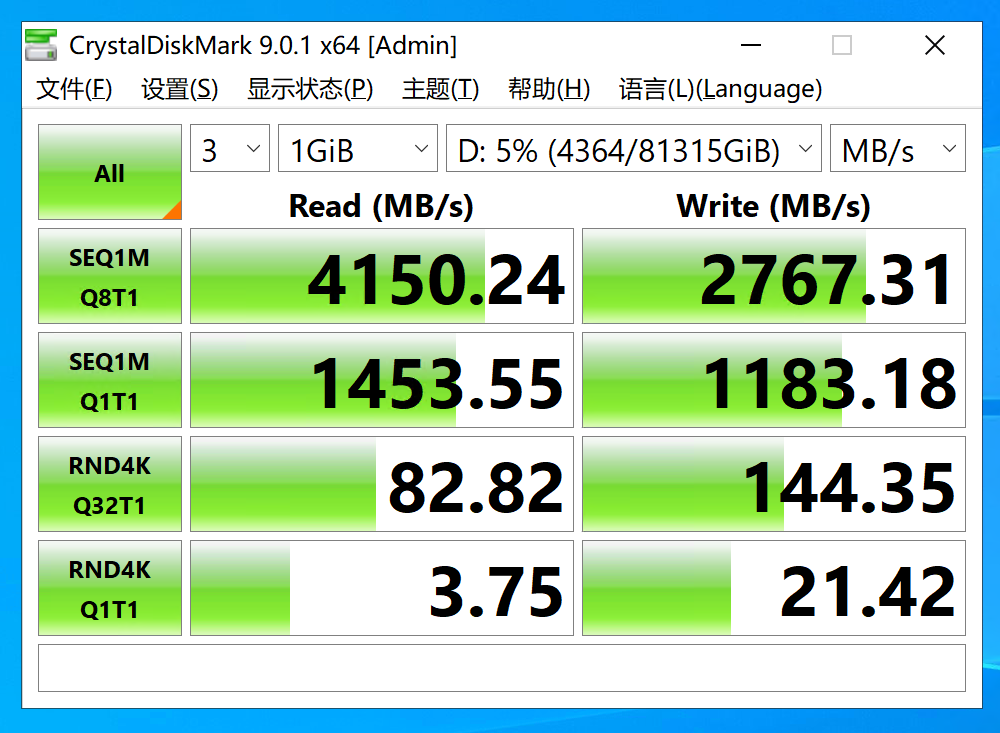 CrystalDiskMark 9.0.1 x64 [Admin]
文件(F) 设置(S) 显示状态(P) 主题(T) 帮助(H) 语言(L)(Language)
All 3 1GiB D: 5% (4364/81315GiB) MB/s
Read (MB/s) Write (MB/s)
SEQ1M
Q8T1 4150.24 2767.31
SEQ1M
Q1T1 1453.55 1183.18
RND4K
Q32T1 82.82 144.35
RND4K
Q1T1 3.75 21.42